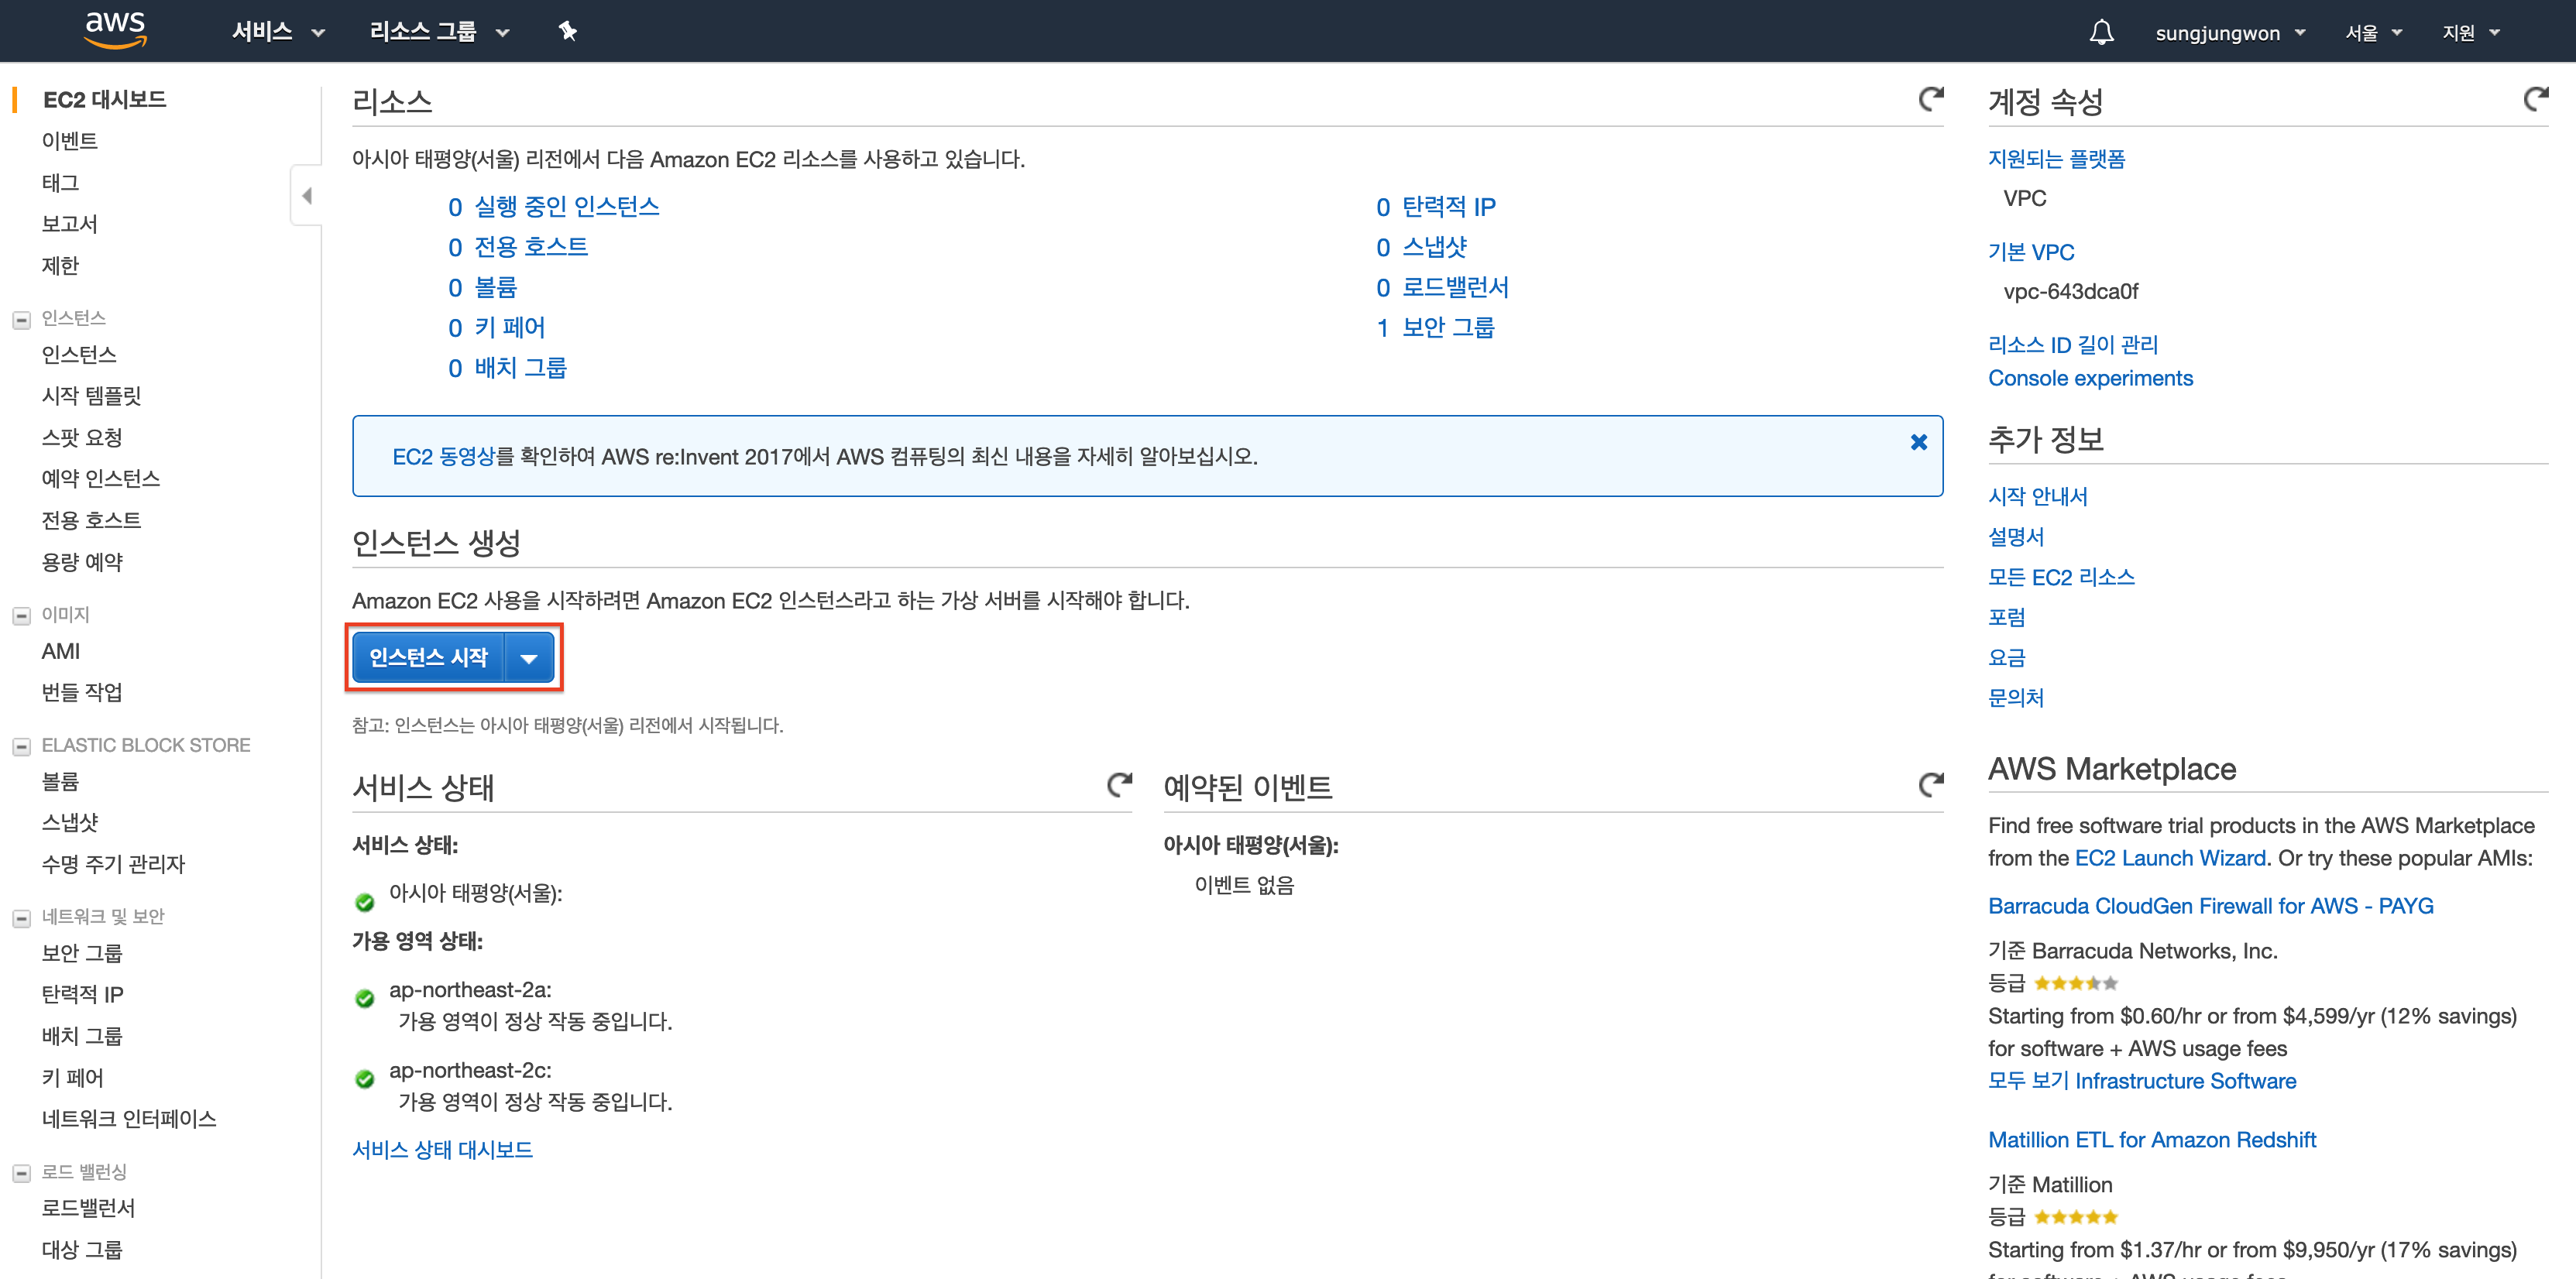 aws
서비스
리소스 그룹
sungjungwon
서울
지원
EC2 대시보드
이벤트
태그
보고서
제한
인스턴스
인스턴스
시작 템플릿
스팟 요청
예약 인스턴스
전용 호스트
용량 예약
이미지
AMI
번들 작업
ELASTIC BLOCK STORE
볼륨
스냅샷
수명 주기 관리자
네트워크 및 보안
보안 그룹
탄력적 IP
배치 그룹
키 페어
네트워크 인터페이스
로드 밸런싱
로드밸런서
대상 그룹
리소스
아시아 태평양(서울) 리전에서 다음 Amazon EC2 리소스를 사용하고 있습니다.
0 실행 중인 인스턴스
0 전용 호스트
0 볼륨
0 키 페어
0 배치 그룹
0 탄력적 IP
0 스냅샷
0 로드밸런서
1 보안 그룹
EC2 동영상를 확인하여 AWS re:Invent 2017에서 AWS 컴퓨팅의 최신 내용을 자세히 알아보십시오.
인스턴스 생성
Amazon EC2 사용을 시작하려면 Amazon EC2 인스턴스라고 하는 가상 서버를 시작해야 합니다.
인스턴스 시작
참고: 인스턴스는 아시아 태평양(서울) 리전에서 시작됩니다.
서비스 상태
서비스 상태:
아시아 태평양(서울):
가용 영역 상태:
ap-northeast-2a:
가용 영역이 정상 작동 중입니다.
ap-northeast-2c:
가용 영역이 정상 작동 중입니다.
서비스 상태 대시보드
예약된 이벤트
아시아 태평양(서울):
이벤트 없음
계정 속성
지원되는 플랫폼
VPC
기본 VPC
vpc-643dca0f
리소스 ID 길이 관리
Console experiments
추가 정보
시작 안내서
설명서
모든 EC2 리소스
포럼
요금
문의처
AWS Marketplace
Find free software trial products in the AWS Marketplace
from the EC2 Launch Wizard. Or try these popular AMIs:
Barracuda CloudGen Firewall for AWS - PAYG
기준 Barracuda Networks, Inc.
등급
Starting from $0.60/hr or from $4,599/yr (12% savings)
for software + AWS usage fees
모두 보기 Infrastructure Software
Matillion ETL for Amazon Redshift
기준 Matillion
등급
Starting from $1.37/hr or from $9,950/yr (17% savings)
for software + AWS usage fees